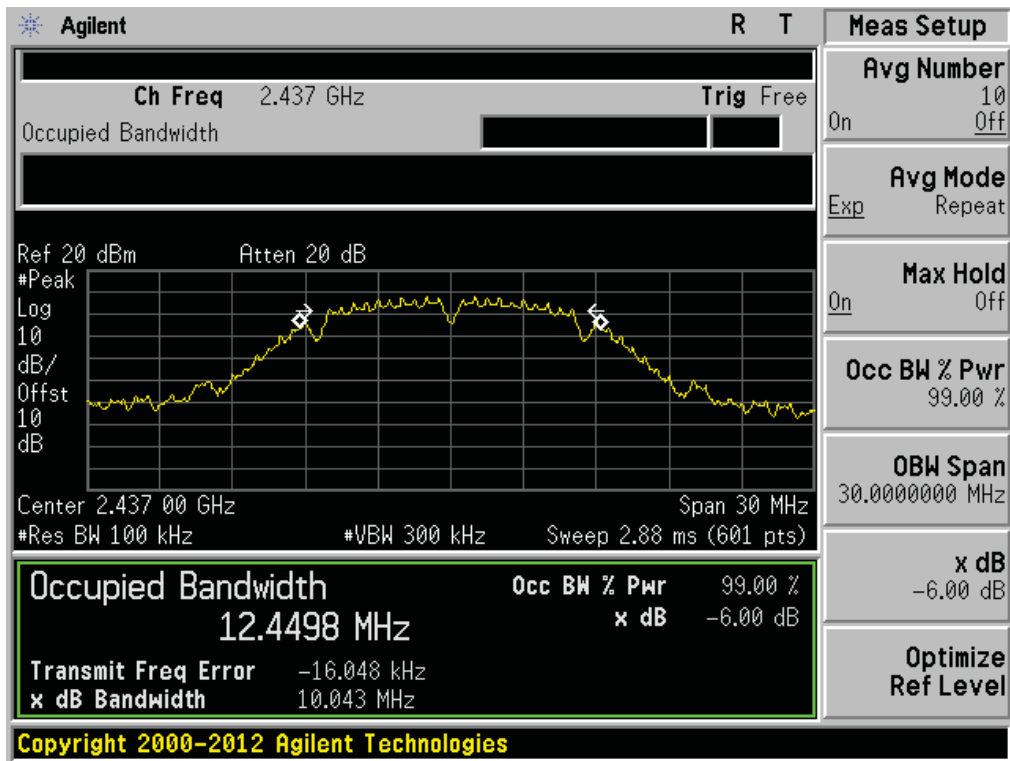 Agilent R T
Ch Freq 2.437 GHz Trig Free
Occupied Bandwidth
Ref 20 dBm Atten 20 dB
#Peak
Log
10
dB/
Offst
10
dB
Center 2.437 00 GHz Span 30 MHz
#Res BW 100 kHz #VBW 300 kHz Sweep 2.88 ms (601 pts)
Occupied Bandwidth Occ BW % Pwr 99.00 %
12.4498 MHz x dB -6.00 dB
Transmit Freq Error -16.048 kHz
x dB Bandwidth 10.043 MHz
Copyright 2000-2012 Agilent Technologies
Meas Setup
Avg Number
10
On Off
Avg Mode
Exp Repeat
Max Hold
On Off
Occ BW % Pwr
99.00 %
OBW Span
30.0000000 MHz
x dB
-6.00 dB
Optimize
Ref Level